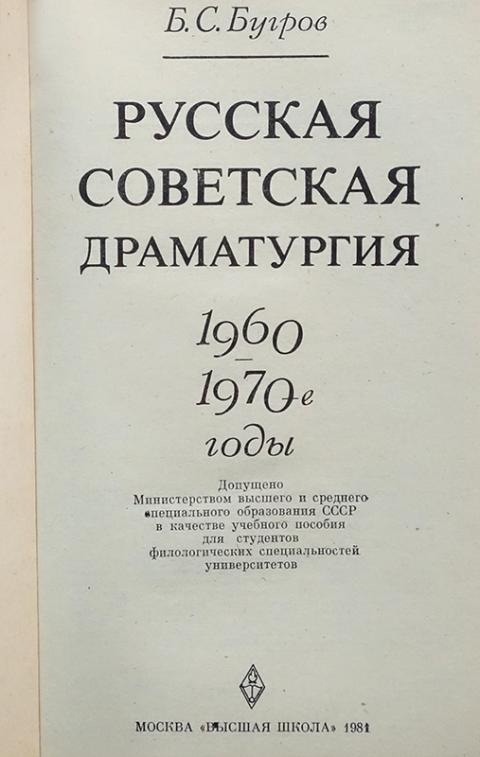 Б. С. Бугров
РУССКАЯ
СОВЕТСКАЯ
ДРАМАТУРГИЯ
1960
–
1970-е
годы
Допущено
Министерством высшего и среднего
специального образования СССР
в качестве учебного пособия
для студентов
филологических специальностей
университетов
МОСКВА «ВЫСШАЯ ШКОЛА» 1981